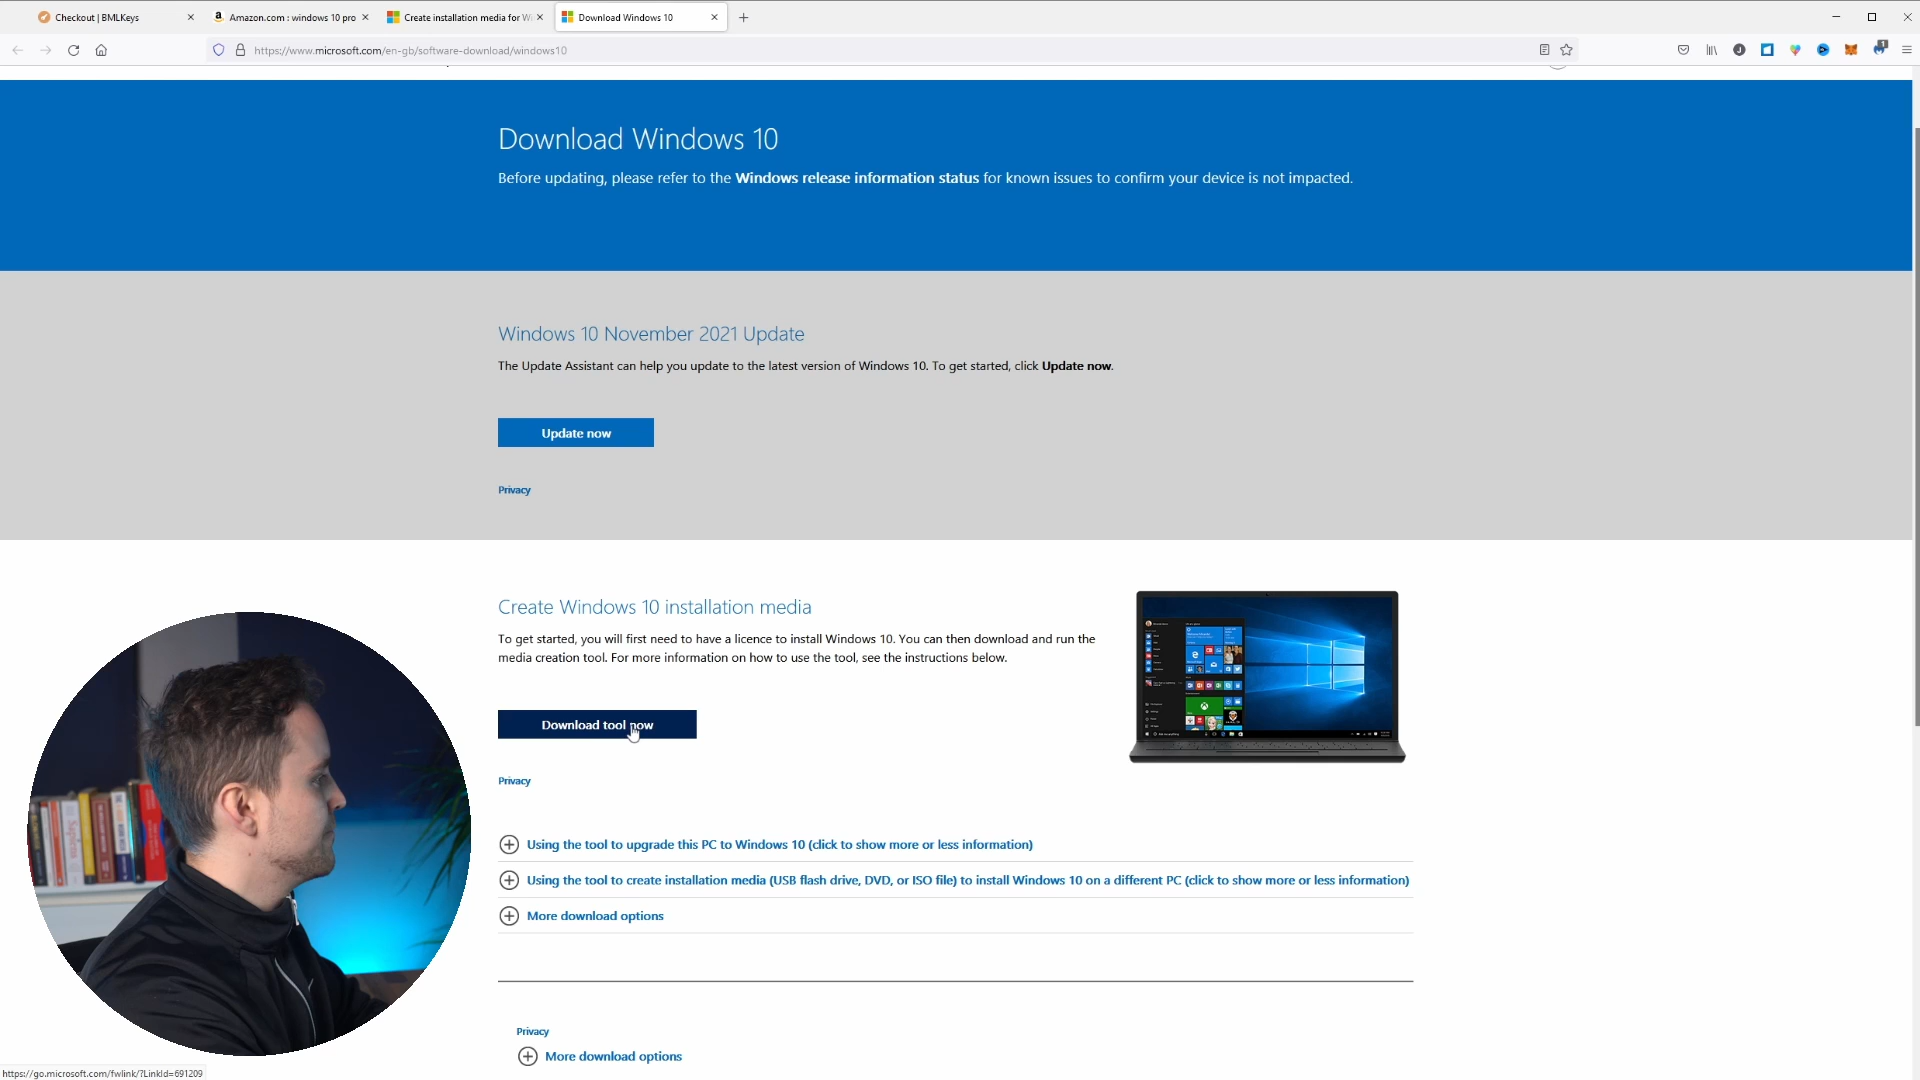 Checkout | BMLKeys
Amazon.com : windows 10 pro
Create installation media for Wi
Download Windows 10
https://www.microsoft.com/en-gb/software-download/windows10
Download Windows 10
Before updating, please refer to the Windows release information status for known issues to confirm your device is not impacted.
Windows 10 November 2021 Update
The Update Assistant can help you update to the latest version of Windows 10. To get started, click Update now.
Update now
Privacy
Create Windows 10 installation media
To get started, you will first need to have a licence to install Windows 10. You can then download and run the
media creation tool. For more information on how to use the tool, see the instructions below.
Download tool now
Privacy
Using the tool to upgrade this PC to Windows 10 (click to show more or less information)
Using the tool to create installation media (USB flash drive, DVD, or ISO file) to install Windows 10 on a different PC (click to show more or less information)
More download options
Privacy
More download options
Sapiens
https://go.microsoft.com/fwlink/?LinkId=691209